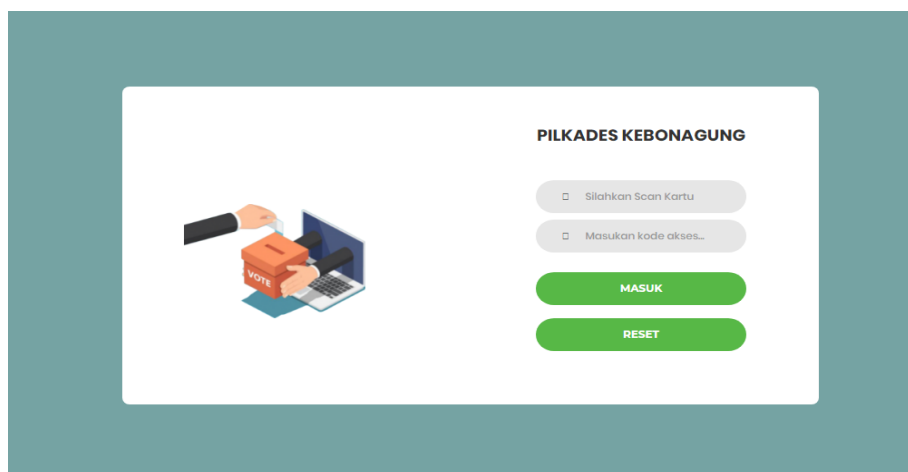 PILKADES KEBONAGUNG
Silahkan Scan Kartu
Masukan kode akses...
VOTE
MASUK
RESET